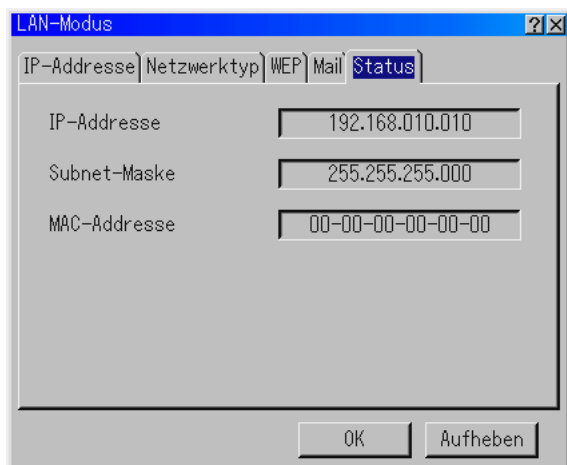 LAN-Modus ? ×
IP-Addresse Netzwerktyp WEP Mail Status
IP-Addresse 192.168.010.010
Subnet-Maske 255.255.255.000
MAC-Addresse 00-00-00-00-00-00
OK Aufheben